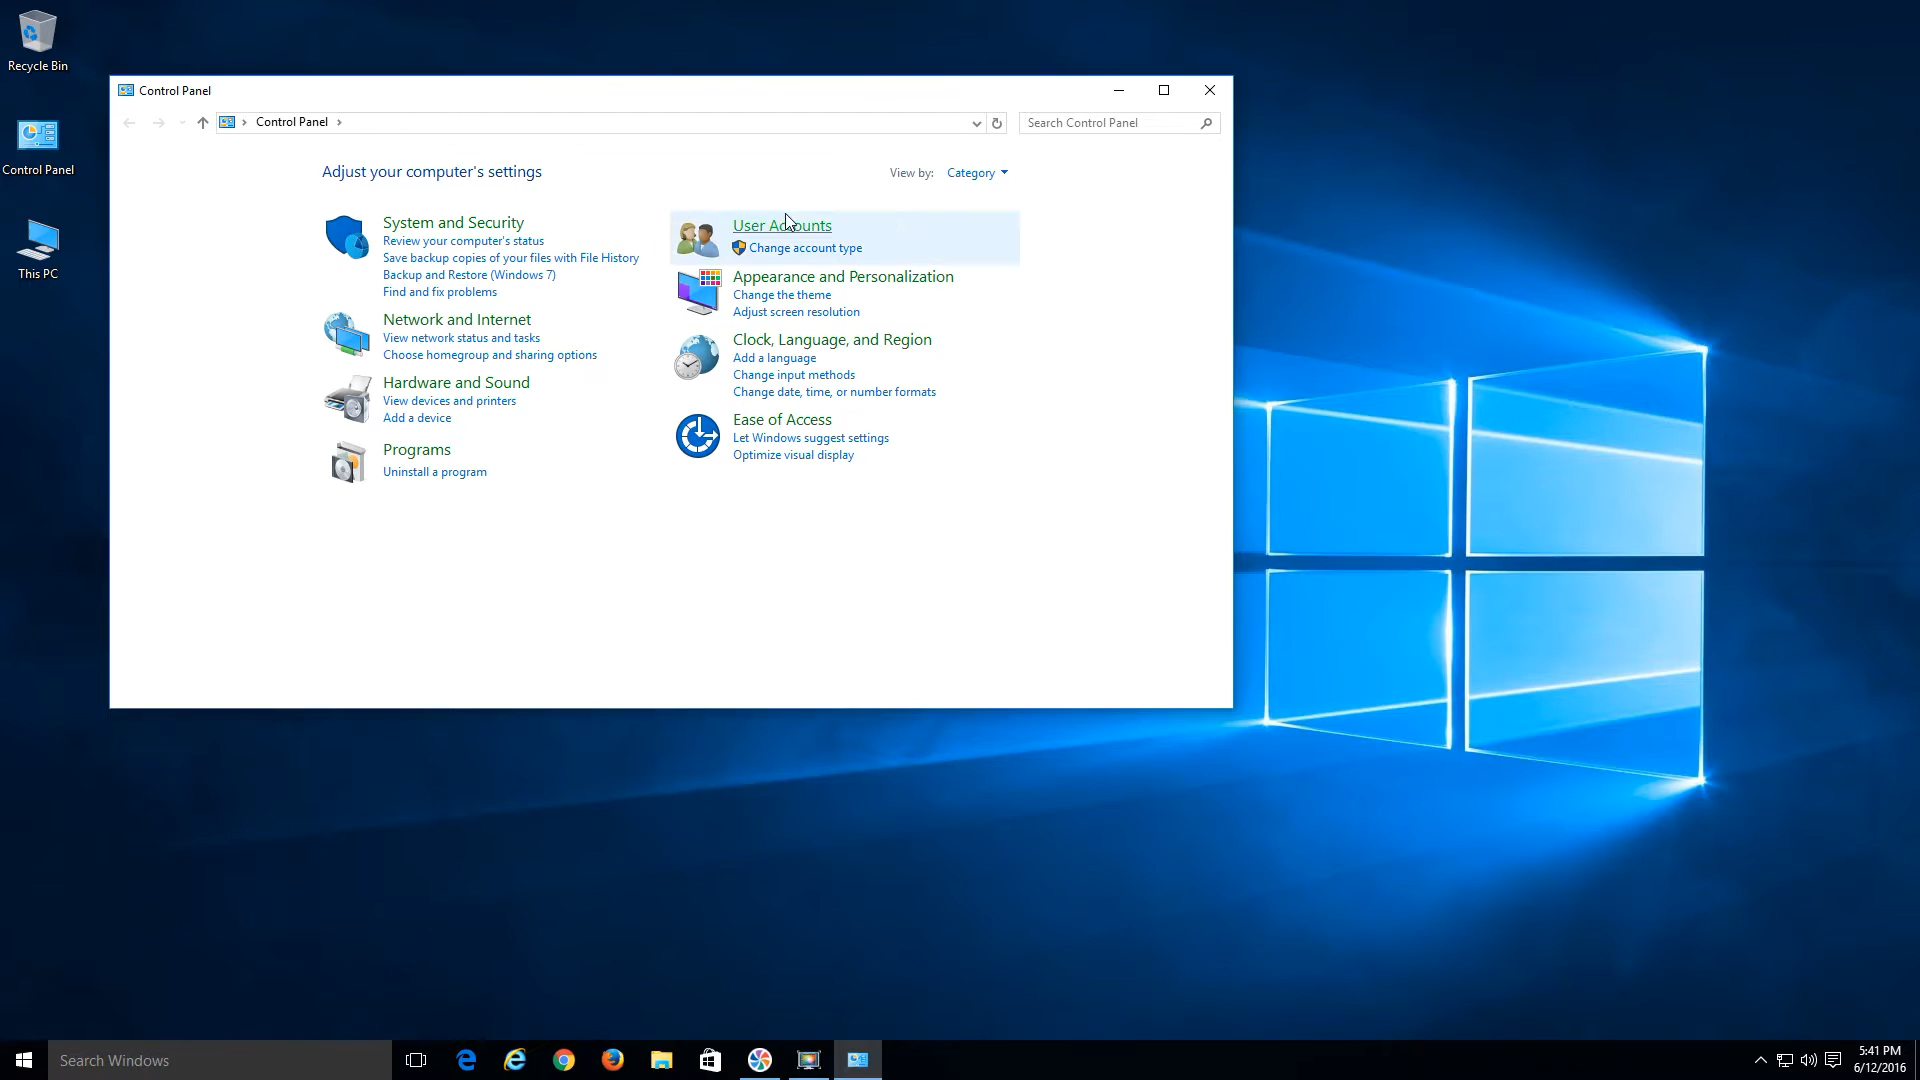 Recycle Bin
Control Panel
This PC
Control Panel
Control Panel
Search Control Panel
Adjust your computer's settings
View by: Category
System and Security
Review your computer's status
Save backup copies of your files with File History
Backup and Restore (Windows 7)
Find and fix problems
Network and Internet
View network status and tasks
Choose homegroup and sharing options
Hardware and Sound
View devices and printers
Add a device
Programs
Uninstall a program
User Accounts
Change account type
Appearance and Personalization
Change the theme
Adjust screen resolution
Clock, Language, and Region
Add a language
Change input methods
Change date, time, or number formats
Ease of Access
Let Windows suggest settings
Optimize visual display
Search Windows
5:41 PM
6/12/2016